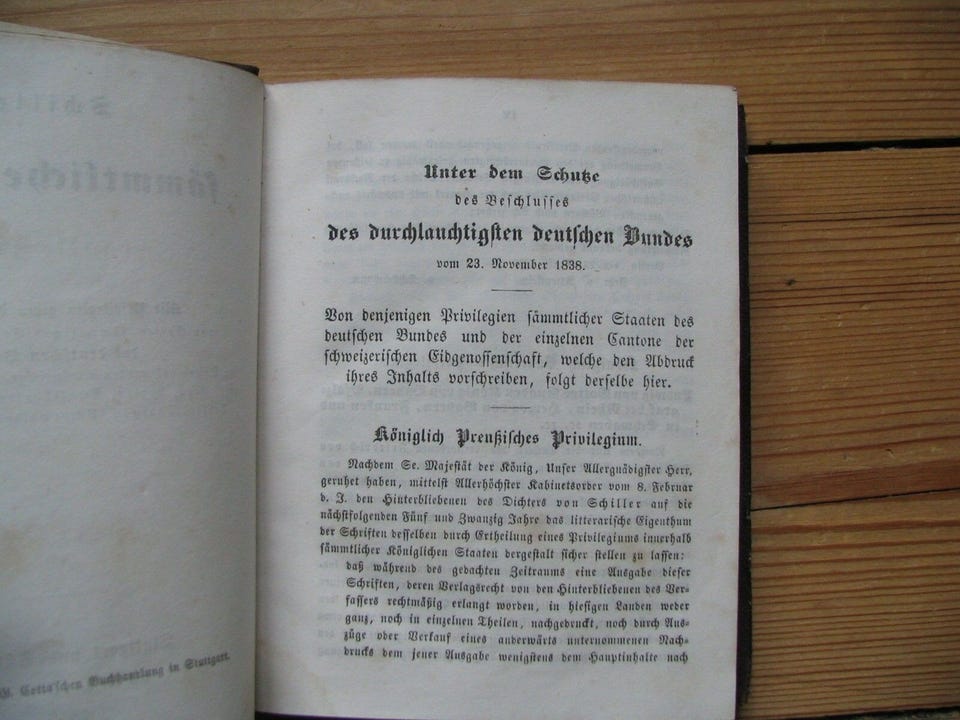 sämmtliche
G. Cotta'schen Buchhandlung in Stuttgart.
Unter dem Schutze
des Beschlusses
des durchlauchtigsten deutschen Bundes
vom 23. November 1838.
Von denjenigen Privilegien sämmtlicher Staaten des
deutschen Bundes und der einzelnen Cantone der
schweizerischen Eidgenossenschaft, welche den Abdruck
ihres Inhalts vorschreiben, folgt derselbe hier.
Königlich Preußisches Privilegium.
Nachdem Se. Majestät der König, Unser Allergnädigster Herr,
geruhet haben, mittelst Allerhöchster Kabinetsorder vom 8. Februar
d. J. den Hinterbliebenen des Dichters von Schiller auf die
nächstfolgenden Fünf und Zwanzig Jahre das litterarische Eigenthum
der Schriften desselben durch Ertheilung eines Privilegiums innerhalb
sämmtlicher Königlichen Staaten dergestalt sicher stellen zu lassen:
daß während des gedachten Zeitraums eine Ausgabe dieser
Schriften, deren Verlagsrecht von den Hinterbliebenen des Ver-
fassers rechtmäßig erlangt worden, in hiesigen Landen weder
ganz, noch in einzelnen Theilen, nachgedruckt, noch durch Aus-
züge oder Verkauf eines anderwärts unternommenen Nach-
drucks dem jener Ausgabe wenigstens dem Hauptinhalte nach